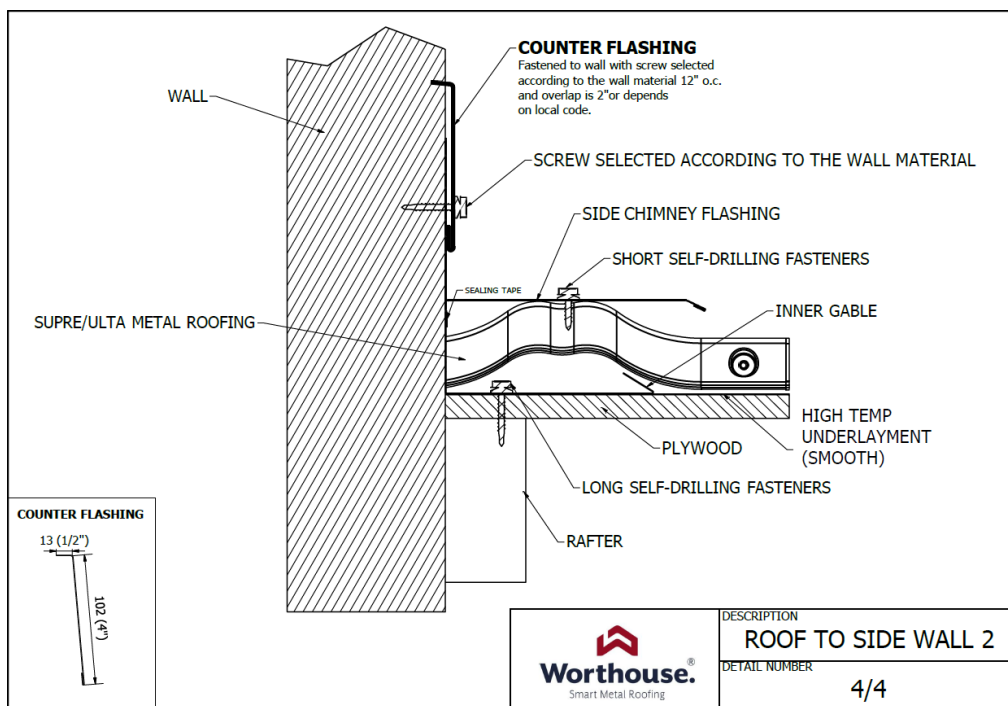 COUNTER FLASHING
Fastened to wall with screw selected
according to the wall material 12" o.c.
and overlap is 2"or depends
on local code.
WALL
SCREW SELECTED ACCORDING TO THE WALL MATERIAL
SIDE CHIMNEY FLASHING
SHORT SELF-DRILLING FASTENERS
SEALING TAPE
INNER GABLE
SUPRE/ULTA METAL ROOFING
HIGH TEMP
UNDERLAYMENT
(SMOOTH)
PLYWOOD
LONG SELF-DRILLING FASTENERS
RAFTER
COUNTER FLASHING
13 (1/2")
102 (4")
Worthouse.®
Smart Metal Roofing
DESCRIPTION
ROOF TO SIDE WALL 2
DETAIL NUMBER
4/4